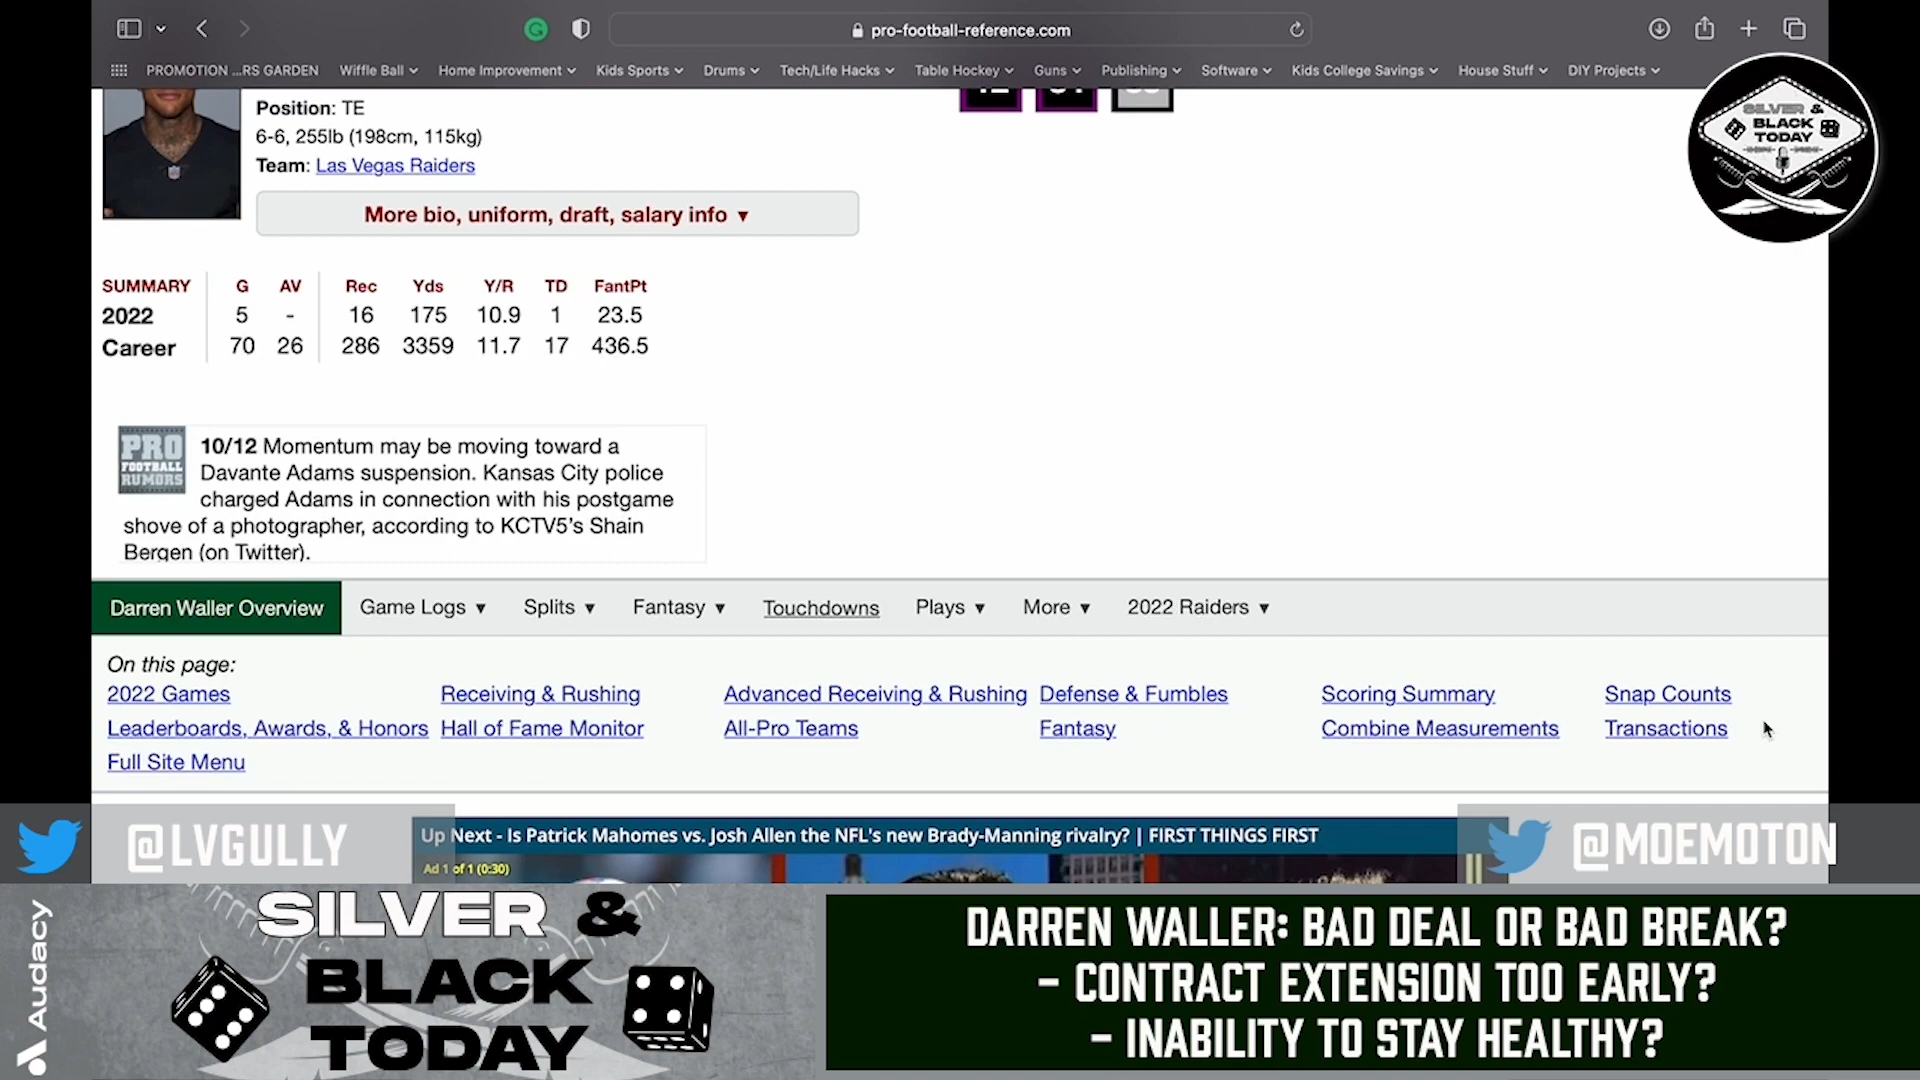 pro-football-reference.com
PROMOTION ...RS GARDEN Wiffle Ball Home Improvement Kids Sports Drums Tech/Life Hacks Table Hockey Guns Publishing Software Kids College Savings House Stuff DIY Projects
Position: TE
6-6, 255lb (198cm, 115kg)
Team: Las Vegas Raiders
More bio, uniform, draft, salary info ▼
SILVER &
BLACK
TODAY
SUMMARY G AV Rec Yds Y/R TD FantPt
2022 5 - 16 175 10.9 1 23.5
Career 70 26 286 3359 11.7 17 436.5
PRO
FOOTBALL
RUMORS
10/12 Momentum may be moving toward a
Davante Adams suspension. Kansas City police
charged Adams in connection with his postgame
shove of a photographer, according to KCTV5's Shain
Bergen (on Twitter).
Darren Waller Overview Game Logs ▼ Splits ▼ Fantasy ▼ Touchdowns Plays ▼ More ▼ 2022 Raiders ▼
On this page:
2022 Games Receiving & Rushing Advanced Receiving & Rushing Defense & Fumbles Scoring Summary Snap Counts
Leaderboards, Awards, & Honors Hall of Fame Monitor All-Pro Teams Fantasy Combine Measurements Transactions
Full Site Menu
Up Next - Is Patrick Mahomes vs. Josh Allen the NFL's new Brady-Manning rivalry? | FIRST THINGS FIRST
Ad 1 of 1 (0:30)
@LVGULLY
@MOEMOTON
Audacy
SILVER &
BLACK
TODAY
DARREN WALLER: BAD DEAL OR BAD BREAK?
- CONTRACT EXTENSION TOO EARLY?
- INABILITY TO STAY HEALTHY?